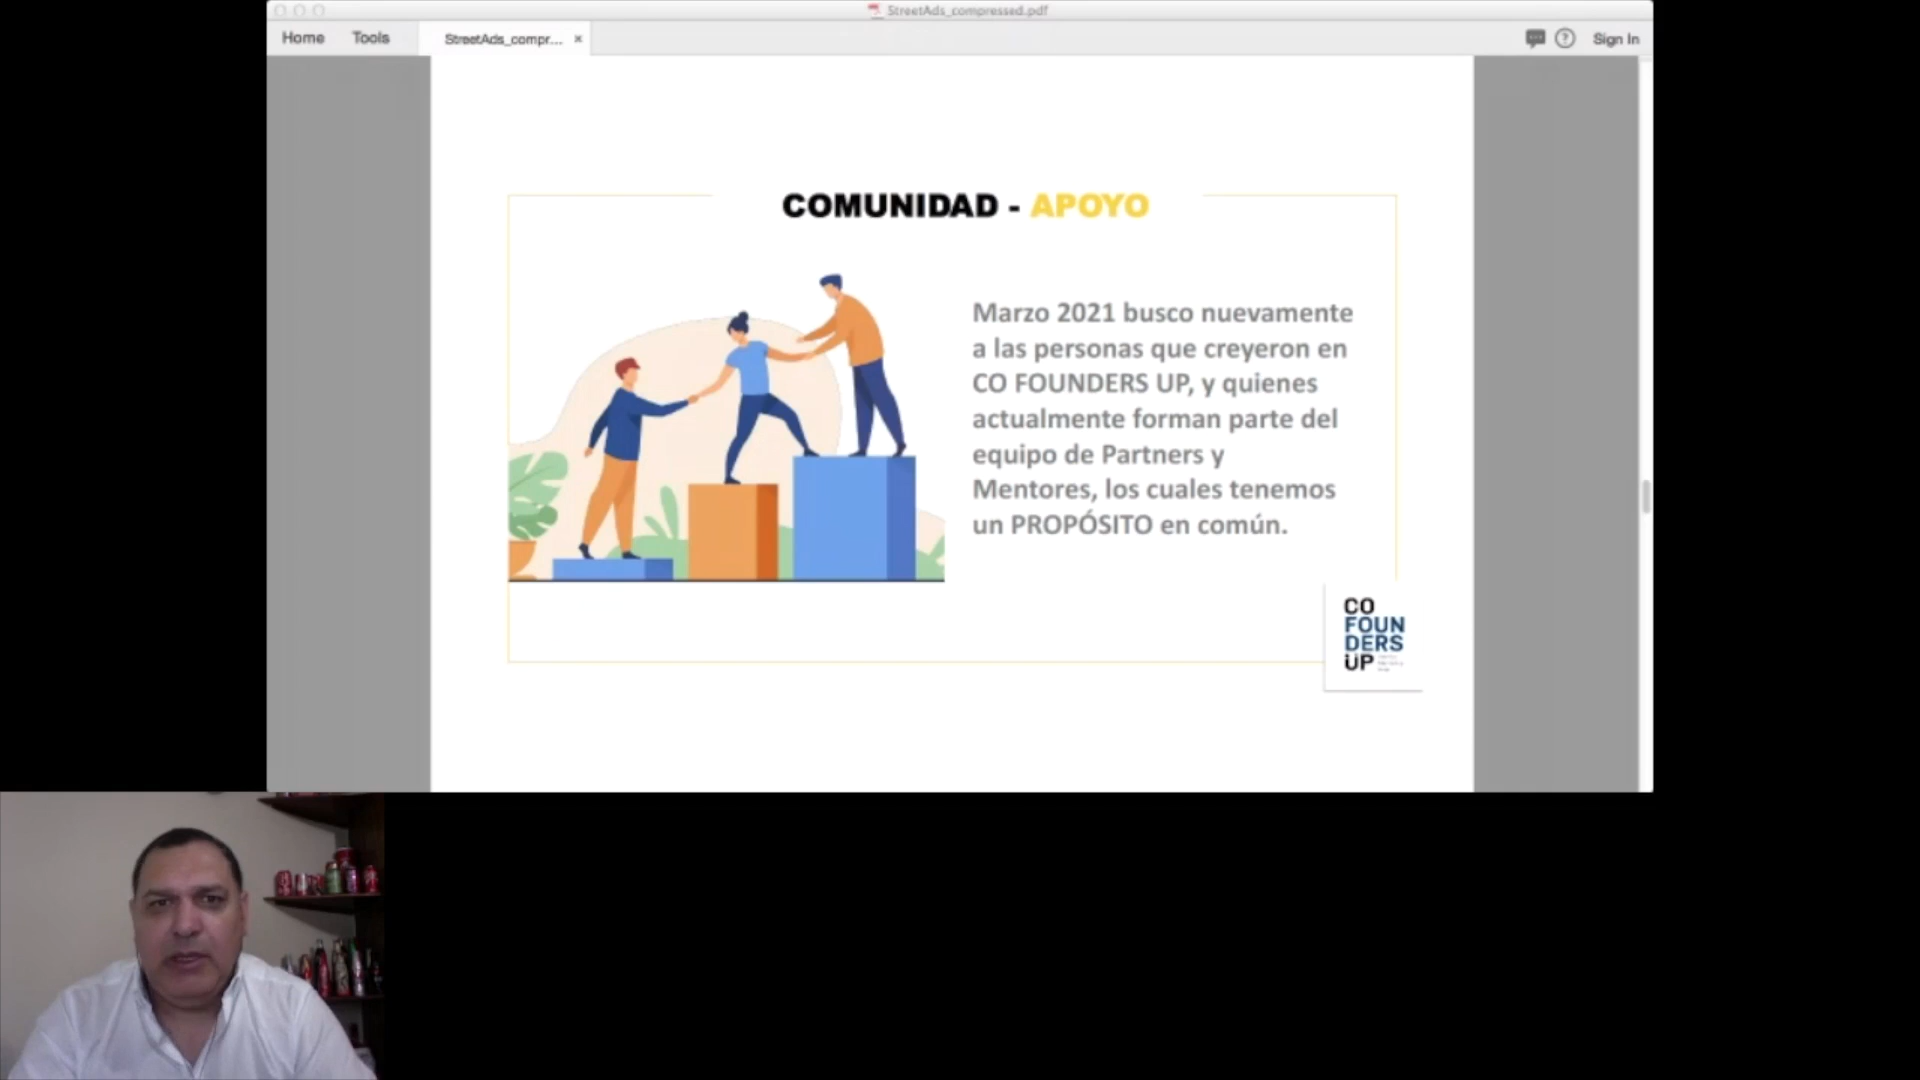 StreetAds_compressed.pdf
Home Tools StreetAds_compr... × ? Sign In
COMUNIDAD - APOYO
Marzo 2021 busco nuevamente
a las personas que creyeron en
CO FOUNDERS UP, y quienes
actualmente forman parte del
equipo de Partners y
Mentores, los cuales tenemos
un PROPÓSITO en común.
CO
FOUN
DERS
UP